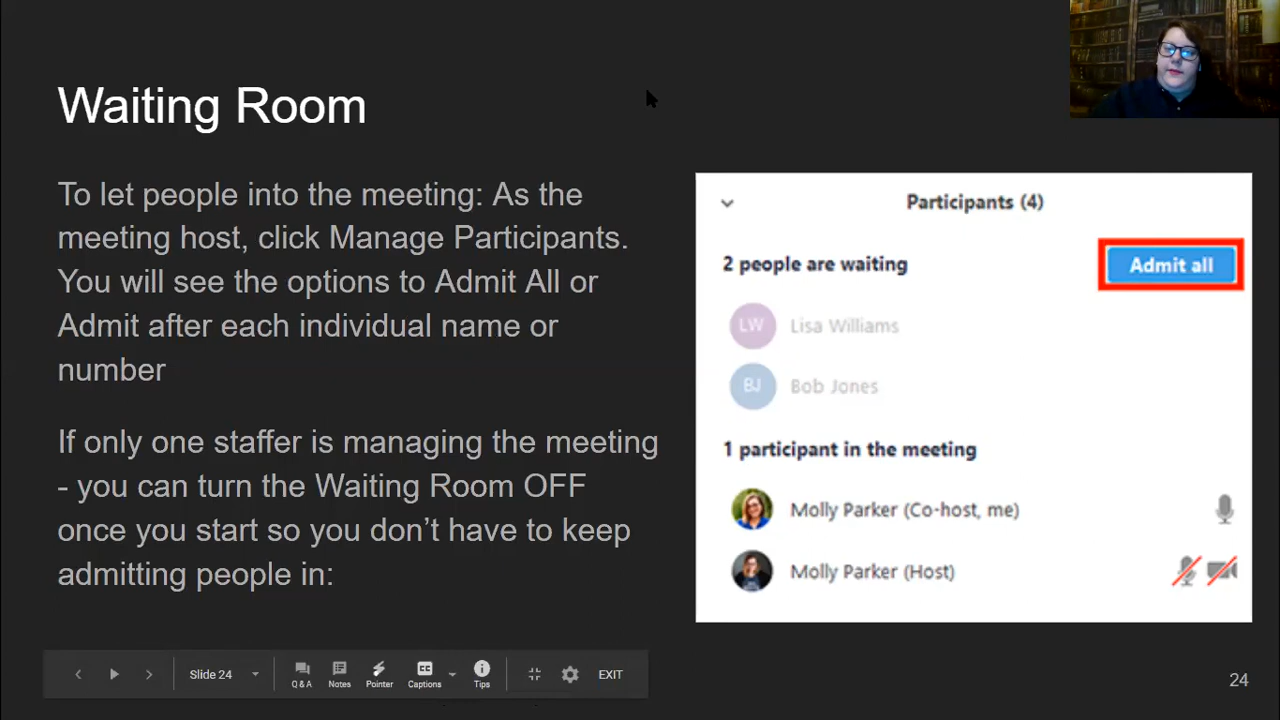 Waiting Room
To let people into the meeting: As the
meeting host, click Manage Participants.
You will see the options to Admit All or
Admit after each individual name or
number
If only one staffer is managing the meeting
- you can turn the Waiting Room OFF
once you start so you don’t have to keep
admitting people in:
Participants (4)
2 people are waiting
Admit all
LW Lisa Williams
BJ Bob Jones
1 participant in the meeting
Molly Parker (Co-host, me)
Molly Parker (Host)
Slide 24
Q & A
Notes
Pointer
CC
Captions
Tips
EXIT
24